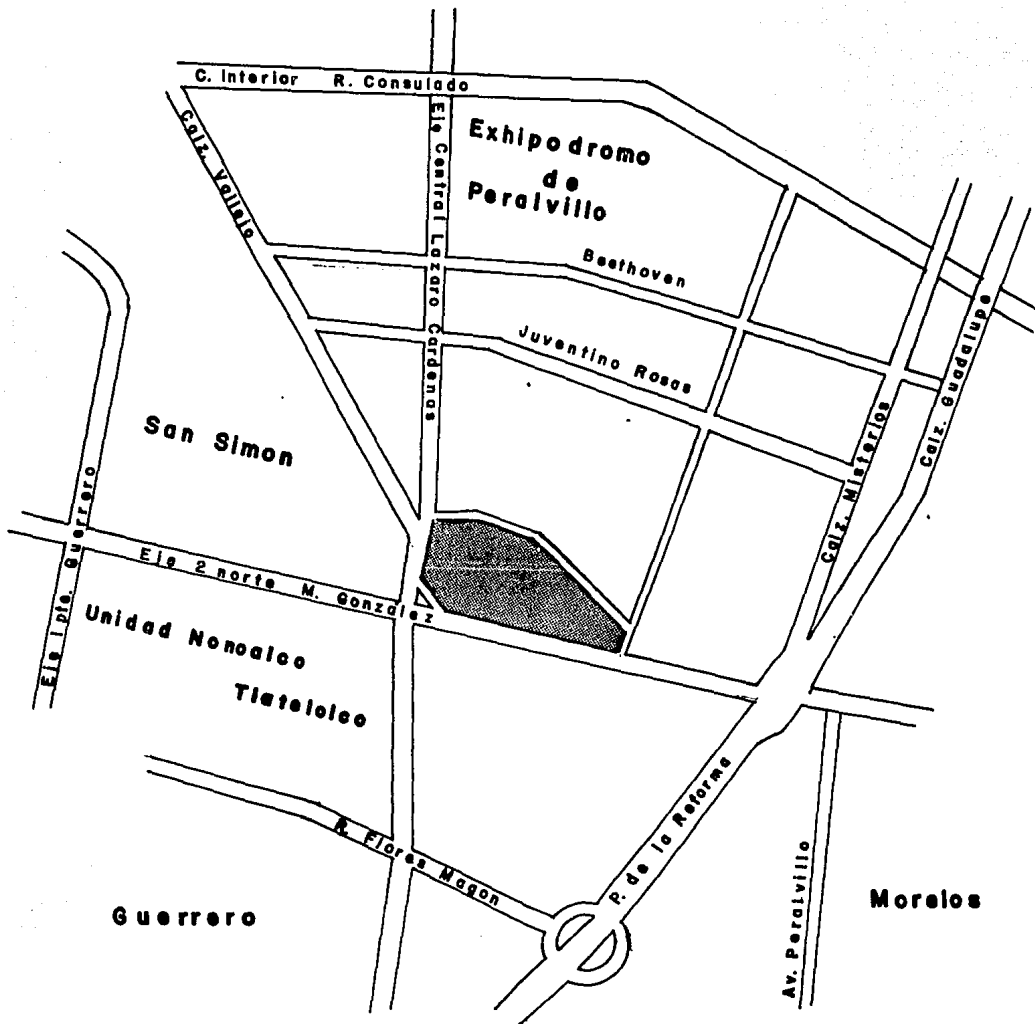 C. Interior R. Consulado
Exhipodromo
de
Peralvillo
Calz. Vallejo
Eje Central Lazaro Cardenas
Beethoven
Juventino Rosas
Calz. Guadalupe
Calz. Misterios
San Simon
Eje 1 pte. Guerrero
Eje 2 norte M. Gonzalez
Unidad Nonoalco
Tlatelolco
R. Flores Magon
P. de la Reforma
Av. Peralvillo
Guerrero
Morelos